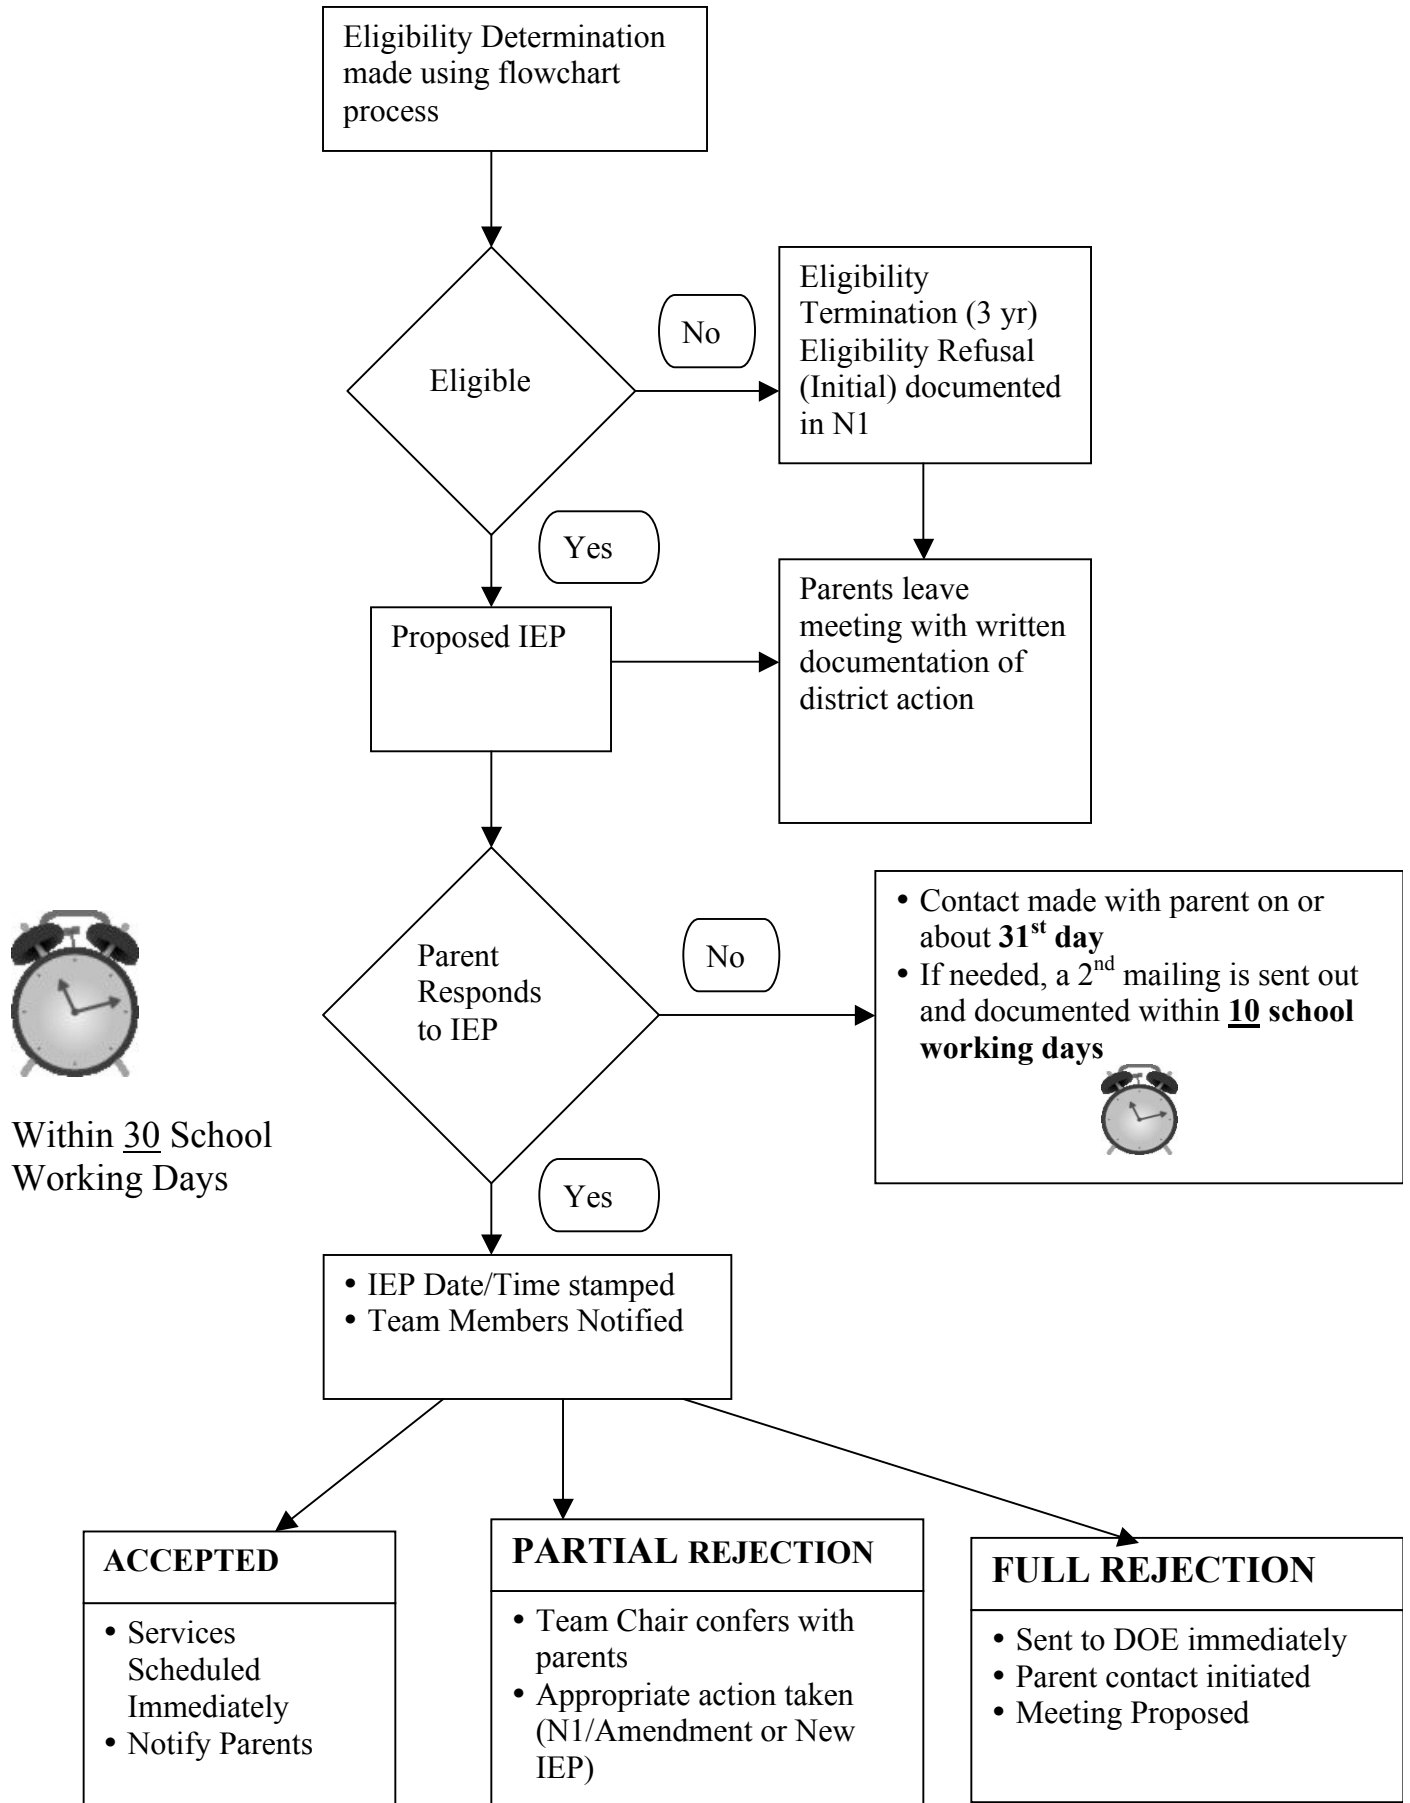 Eligibility Determination
made using flowchart
process
Eligible
No
Eligibility
Termination (3 yr)
Eligibility Refusal
(Initial) documented
in N1
Yes
Proposed IEP
Parents leave
meeting with written
documentation of
district action
Parent
Responds
to IEP
No
• Contact made with parent on or
about 31st day
• If needed, a 2nd mailing is sent out
and documented within 10 school
working days
Within 30 School
Working Days
Yes
• IEP Date/Time stamped
• Team Members Notified
ACCEPTED
• Services
Scheduled
Immediately
• Notify Parents
PARTIAL REJECTION
• Team Chair confers with
parents
• Appropriate action taken
(N1/Amendment or New
IEP)
FULL REJECTION
• Sent to DOE immediately
• Parent contact initiated
• Meeting Proposed